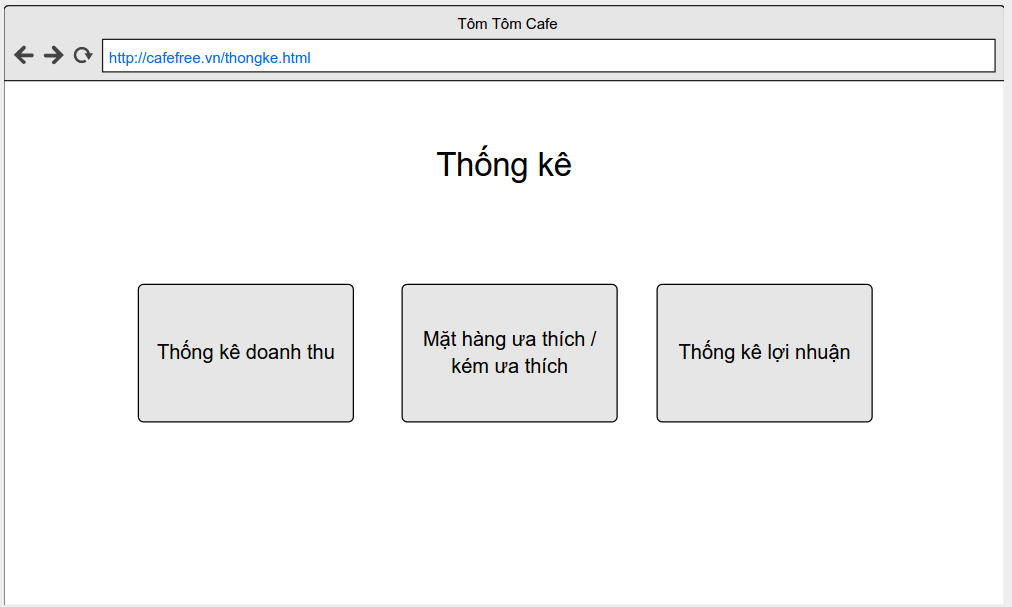 Tôm Tôm Cafe
http://cafefree.vn/thongke.html
Thống kê
Thống kê doanh thu
Mặt hàng ưa thích /
kém ưa thích
Thống kê lợi nhuận